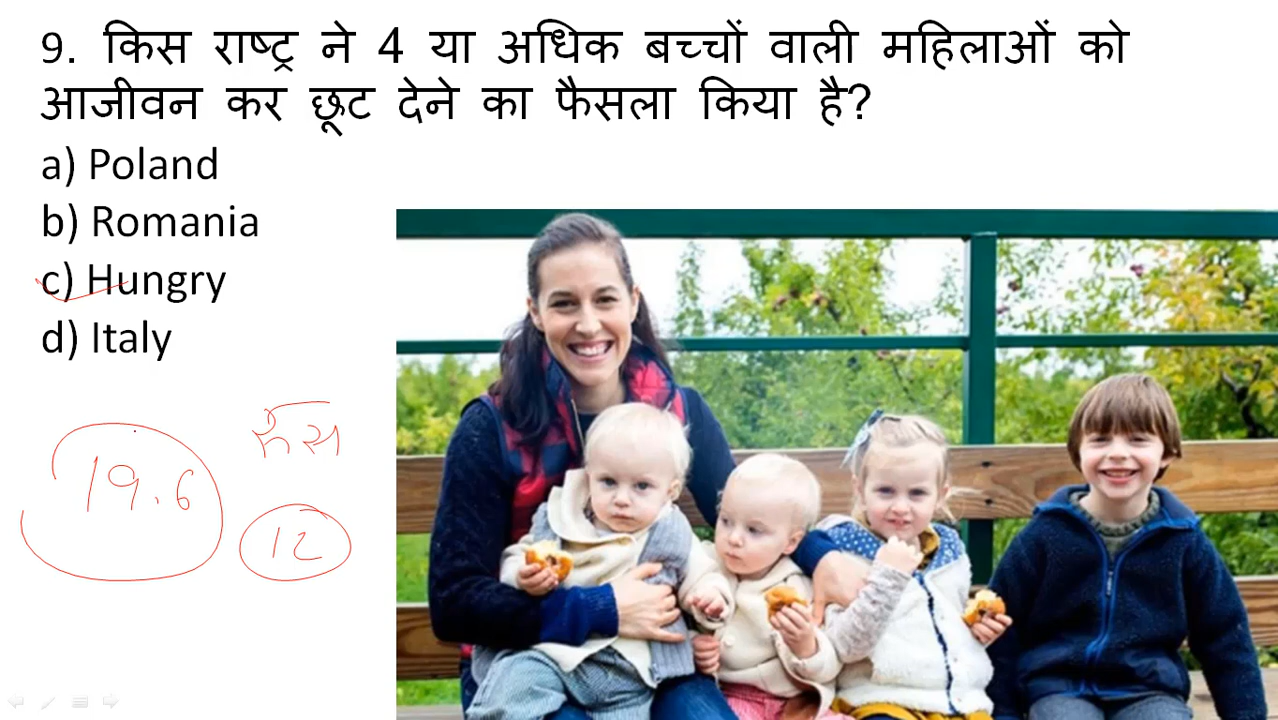 9. किस राष्ट्र ने 4 या अधिक बच्चों वाली महिलाओं को
आजीवन कर छूट देने का फैसला किया है?
a) Poland
b) Romania
c) Hungry
d) Italy
19.6
रुस
12